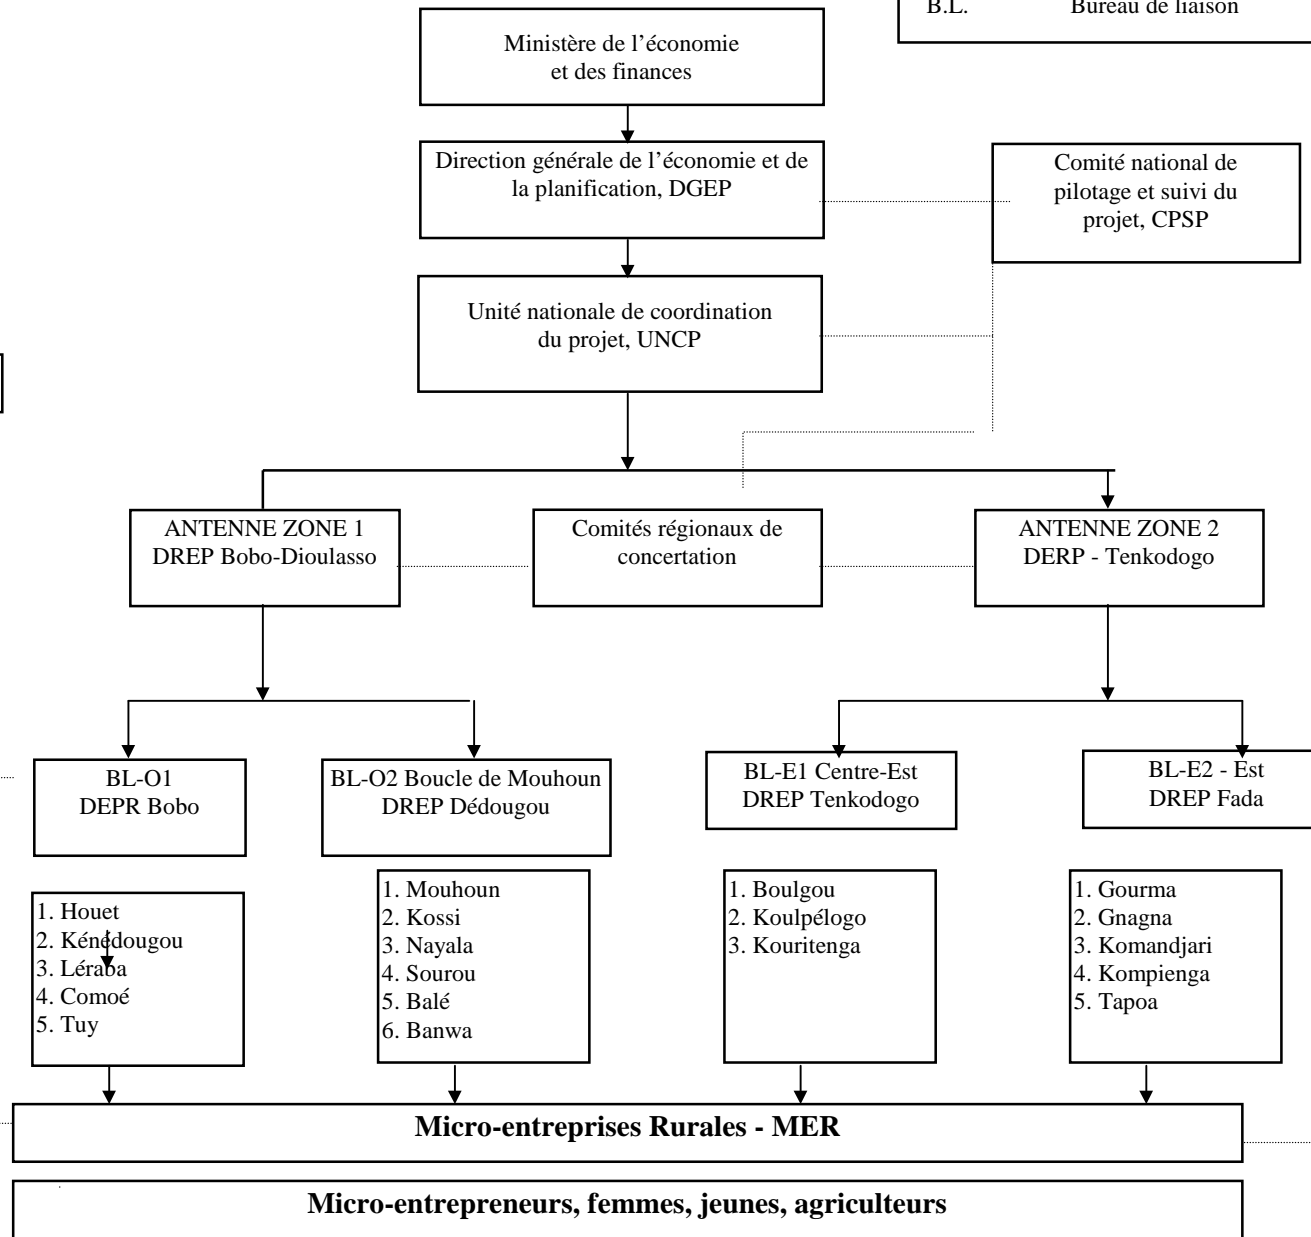 B.L. Bureau de liaison
Ministère de l’économie
et des finances
Direction générale de l’économie et de
la planification, DGEP
Comité national de
pilotage et suivi du
projet, CPSP
Unité nationale de coordination
du projet, UNCP
ANTENNE ZONE 1
DREP Bobo-Dioulasso
Comités régionaux de
concertation
ANTENNE ZONE 2
DERP - Tenkodogo
BL-O1
DEPR Bobo
BL-O2 Boucle de Mouhoun
DREP Dédougou
BL-E1 Centre-Est
DREP Tenkodogo
BL-E2 - Est
DREP Fada
1. Houet
2. Kénédougou
3. Léraba
4. Comoé
5. Tuy
1. Mouhoun
2. Kossi
3. Nayala
4. Sourou
5. Balé
6. Banwa
1. Boulgou
2. Koulpélogo
3. Kouritenga
1. Gourma
2. Gnagna
3. Komandjari
4. Kompienga
5. Tapoa
Micro-entreprises Rurales - MER
Micro-entrepreneurs, femmes, jeunes, agriculteurs